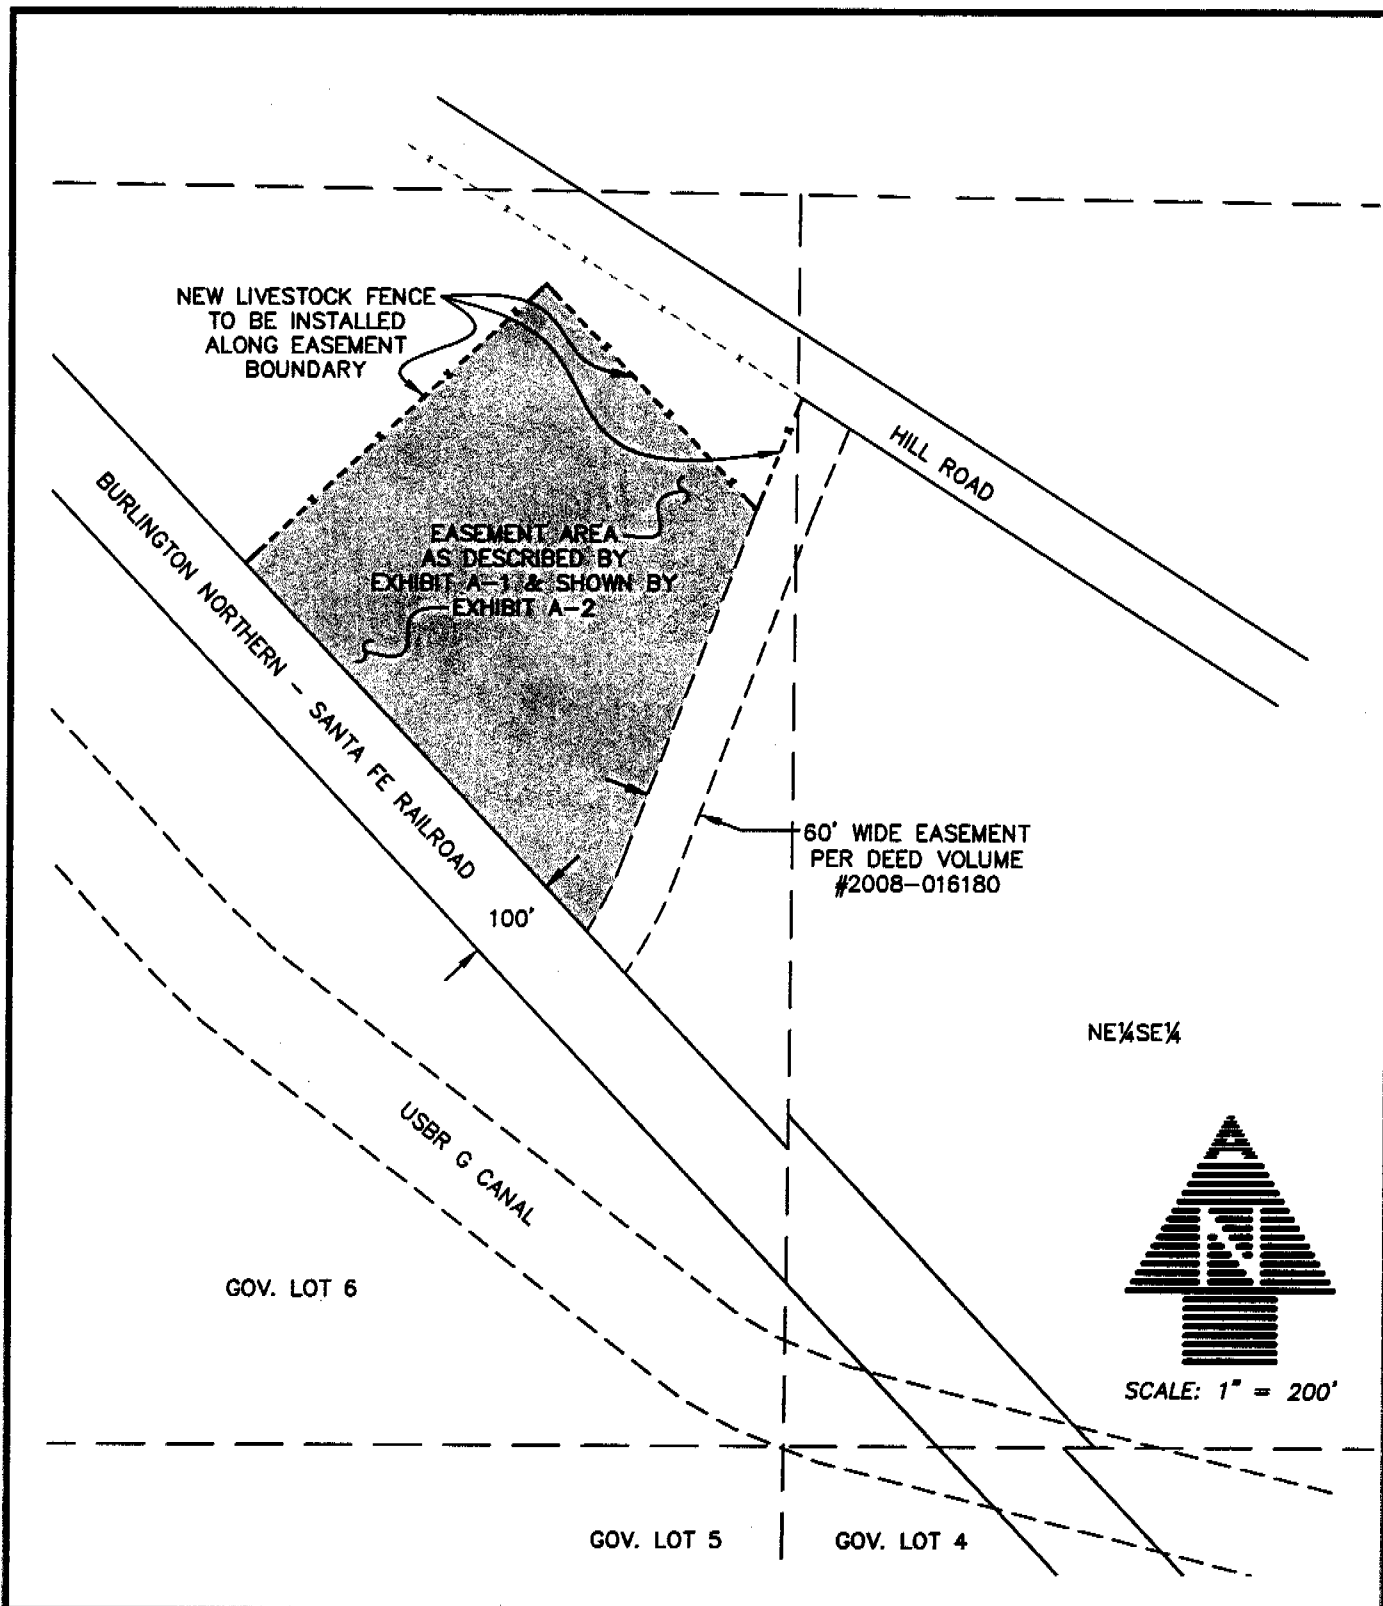 NEW LIVESTOCK FENCE
TO BE INSTALLED
ALONG EASEMENT
BOUNDARY
HILL ROAD
BURLINGTON NORTHERN - SANTA FE RAILROAD
EASEMENT AREA
AS DESCRIBED BY
EXHIBIT A-1 & SHOWN BY
EXHIBIT A-2
60' WIDE EASEMENT
PER DEED VOLUME
#2008-016180
100'
NE¼SE¼
USBR G CANAL
GOV. LOT 6
N
SCALE: 1" = 200'
GOV. LOT 5
GOV. LOT 4